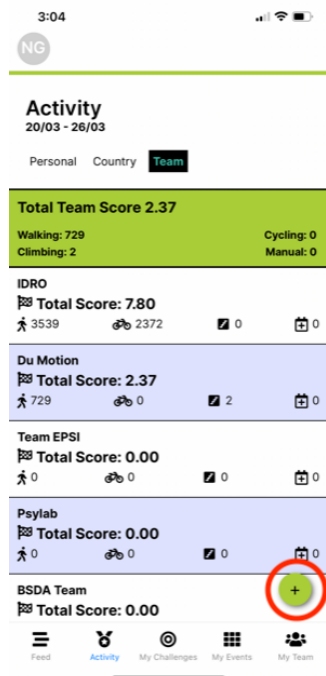 3:04
NG
Activity
20/03 - 26/03
Personal Country Team
Total Team Score 2.37
Walking: 729 Cycling: 0
Climbing: 2 Manual: 0
IDRO
Total Score: 7.80
3539 2372 0 0
Du Motion
Total Score: 2.37
729 0 2 0
Team EPSI
Total Score: 0.00
0 0 0 0
Psylab
Total Score: 0.00
0 0 0 0
BSDA Team
Total Score: 0.00
+
Feed Activity My Challenges My Events My Team